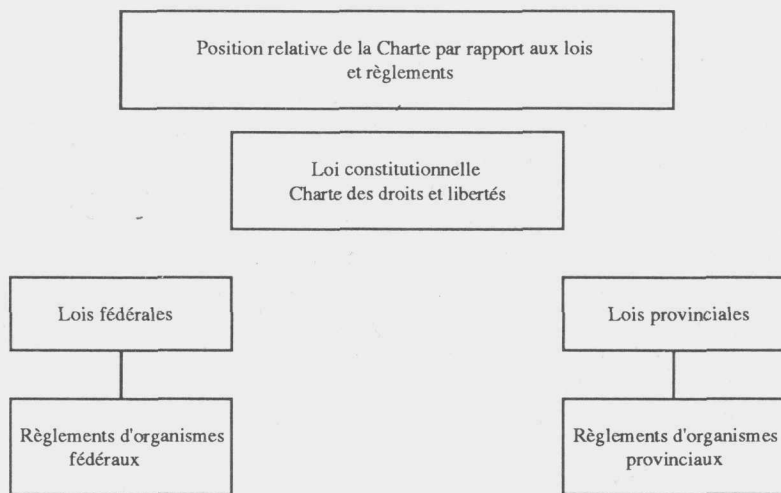 Position relative de la Charte par rapport aux lois
et règlements
Loi constitutionnelle
Charte des droits et libertés
Lois fédérales
Lois provinciales
Règlements d'organismes
fédéraux
Règlements d'organismes
provinciaux